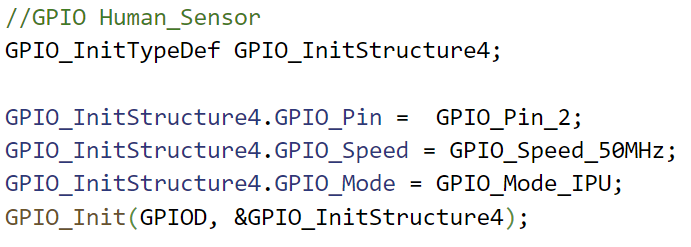 //GPIO Human_Sensor
GPIO_InitTypeDef GPIO_InitStructure4;
GPIO_InitStructure4.GPIO_Pin =  GPIO_Pin_2;
GPIO_InitStructure4.GPIO_Speed = GPIO_Speed_50MHz;
GPIO_InitStructure4.GPIO_Mode = GPIO_Mode_IPU;
GPIO_Init(GPIOD, &GPIO_InitStructure4);